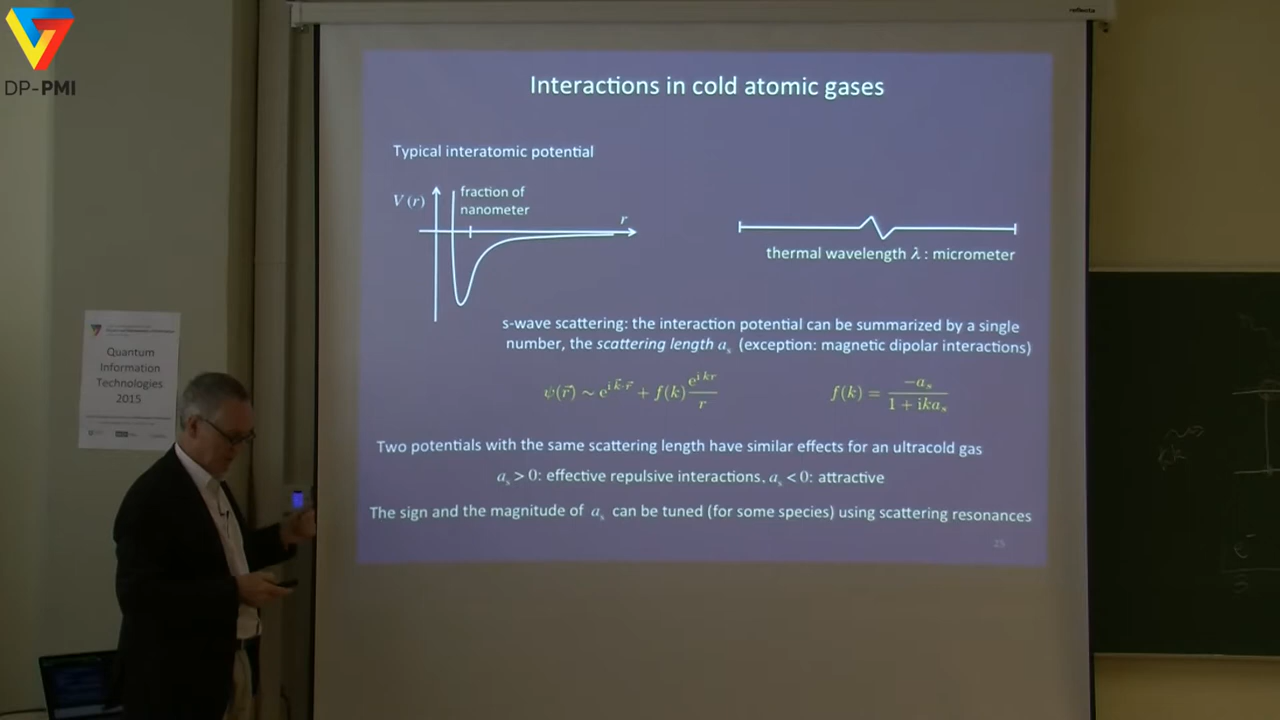 DP-PMI
reflecta
Interactions in cold atomic gases
Typical interatomic potential
V(r)
fraction of
nanometer
r
thermal wavelength λ : micrometer
s-wave scattering: the interaction potential can be summarized by a single
number, the scattering length aₛ (exception: magnetic dipolar interactions)
ψ(r⃗) ~ e^{i k⃗·r⃗} + f(k) e^{i kr}/r
f(k) = −aₛ/(1 + ikaₛ)
Two potentials with the same scattering length have similar effects for an ultracold gas
aₛ > 0: effective repulsive interactions, aₛ < 0: attractive
The sign and the magnitude of aₛ can be tuned (for some species) using scattering resonances
25
Quantum
Information
Technologies
2015